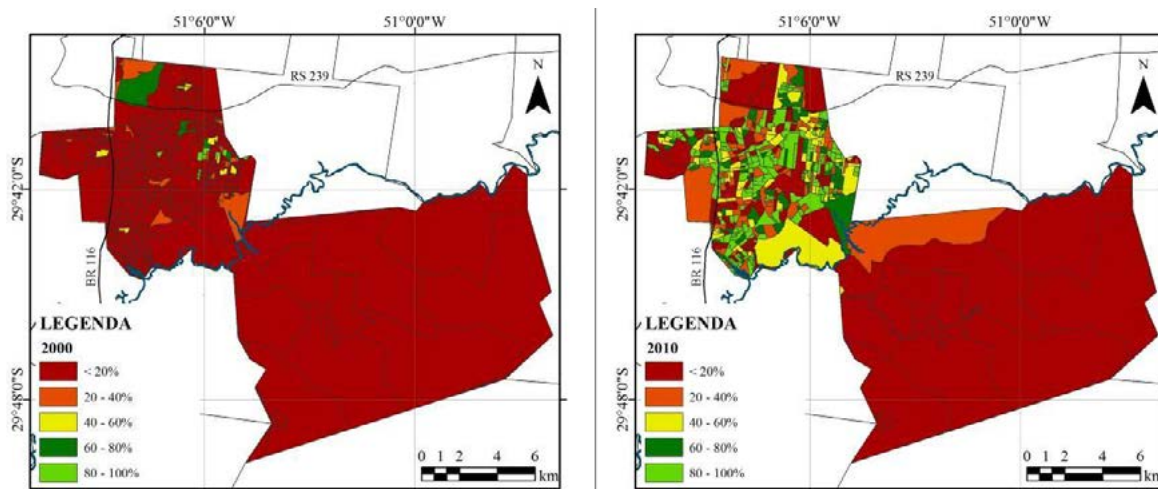 51°6'0"W
51°0'0"W
RS 239
N
29°42'0"S
BR 116
LEGENDA
2000
< 20%
20 - 40%
40 - 60%
60 - 80%
80 - 100%
29°48'0"S
0 1 2 4 6
km
51°6'0"W
51°0'0"W
RS 239
N
29°42'0"S
BR 116
LEGENDA
2010
< 20%
20 - 40%
40 - 60%
60 - 80%
80 - 100%
29°48'0"S
0 1 2 4 6
km